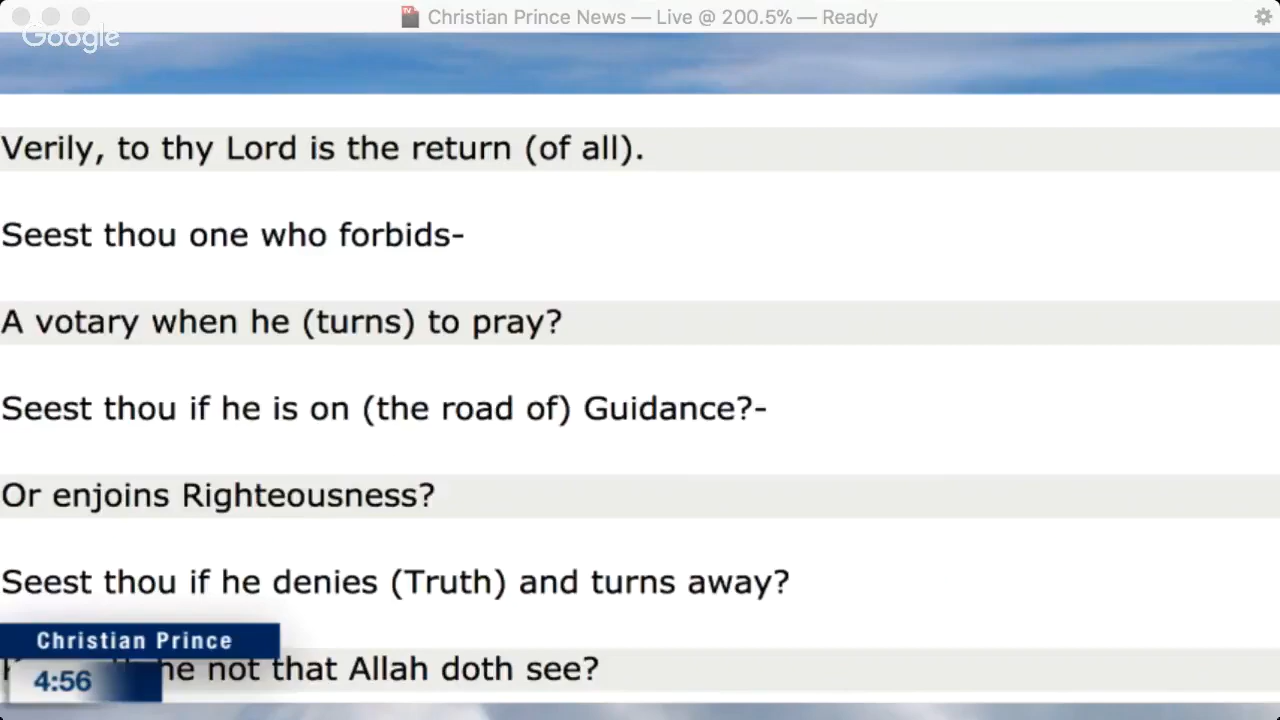 Christian Prince News — Live @ 200.5% — Ready
Google
Verily, to thy Lord is the return (of all).
Seest thou one who forbids-
A votary when he (turns) to pray?
Seest thou if he is on (the road of) Guidance?-
Or enjoins Righteousness?
Seest thou if he denies (Truth) and turns away?
Christian Prince
he not that Allah doth see?
4:56